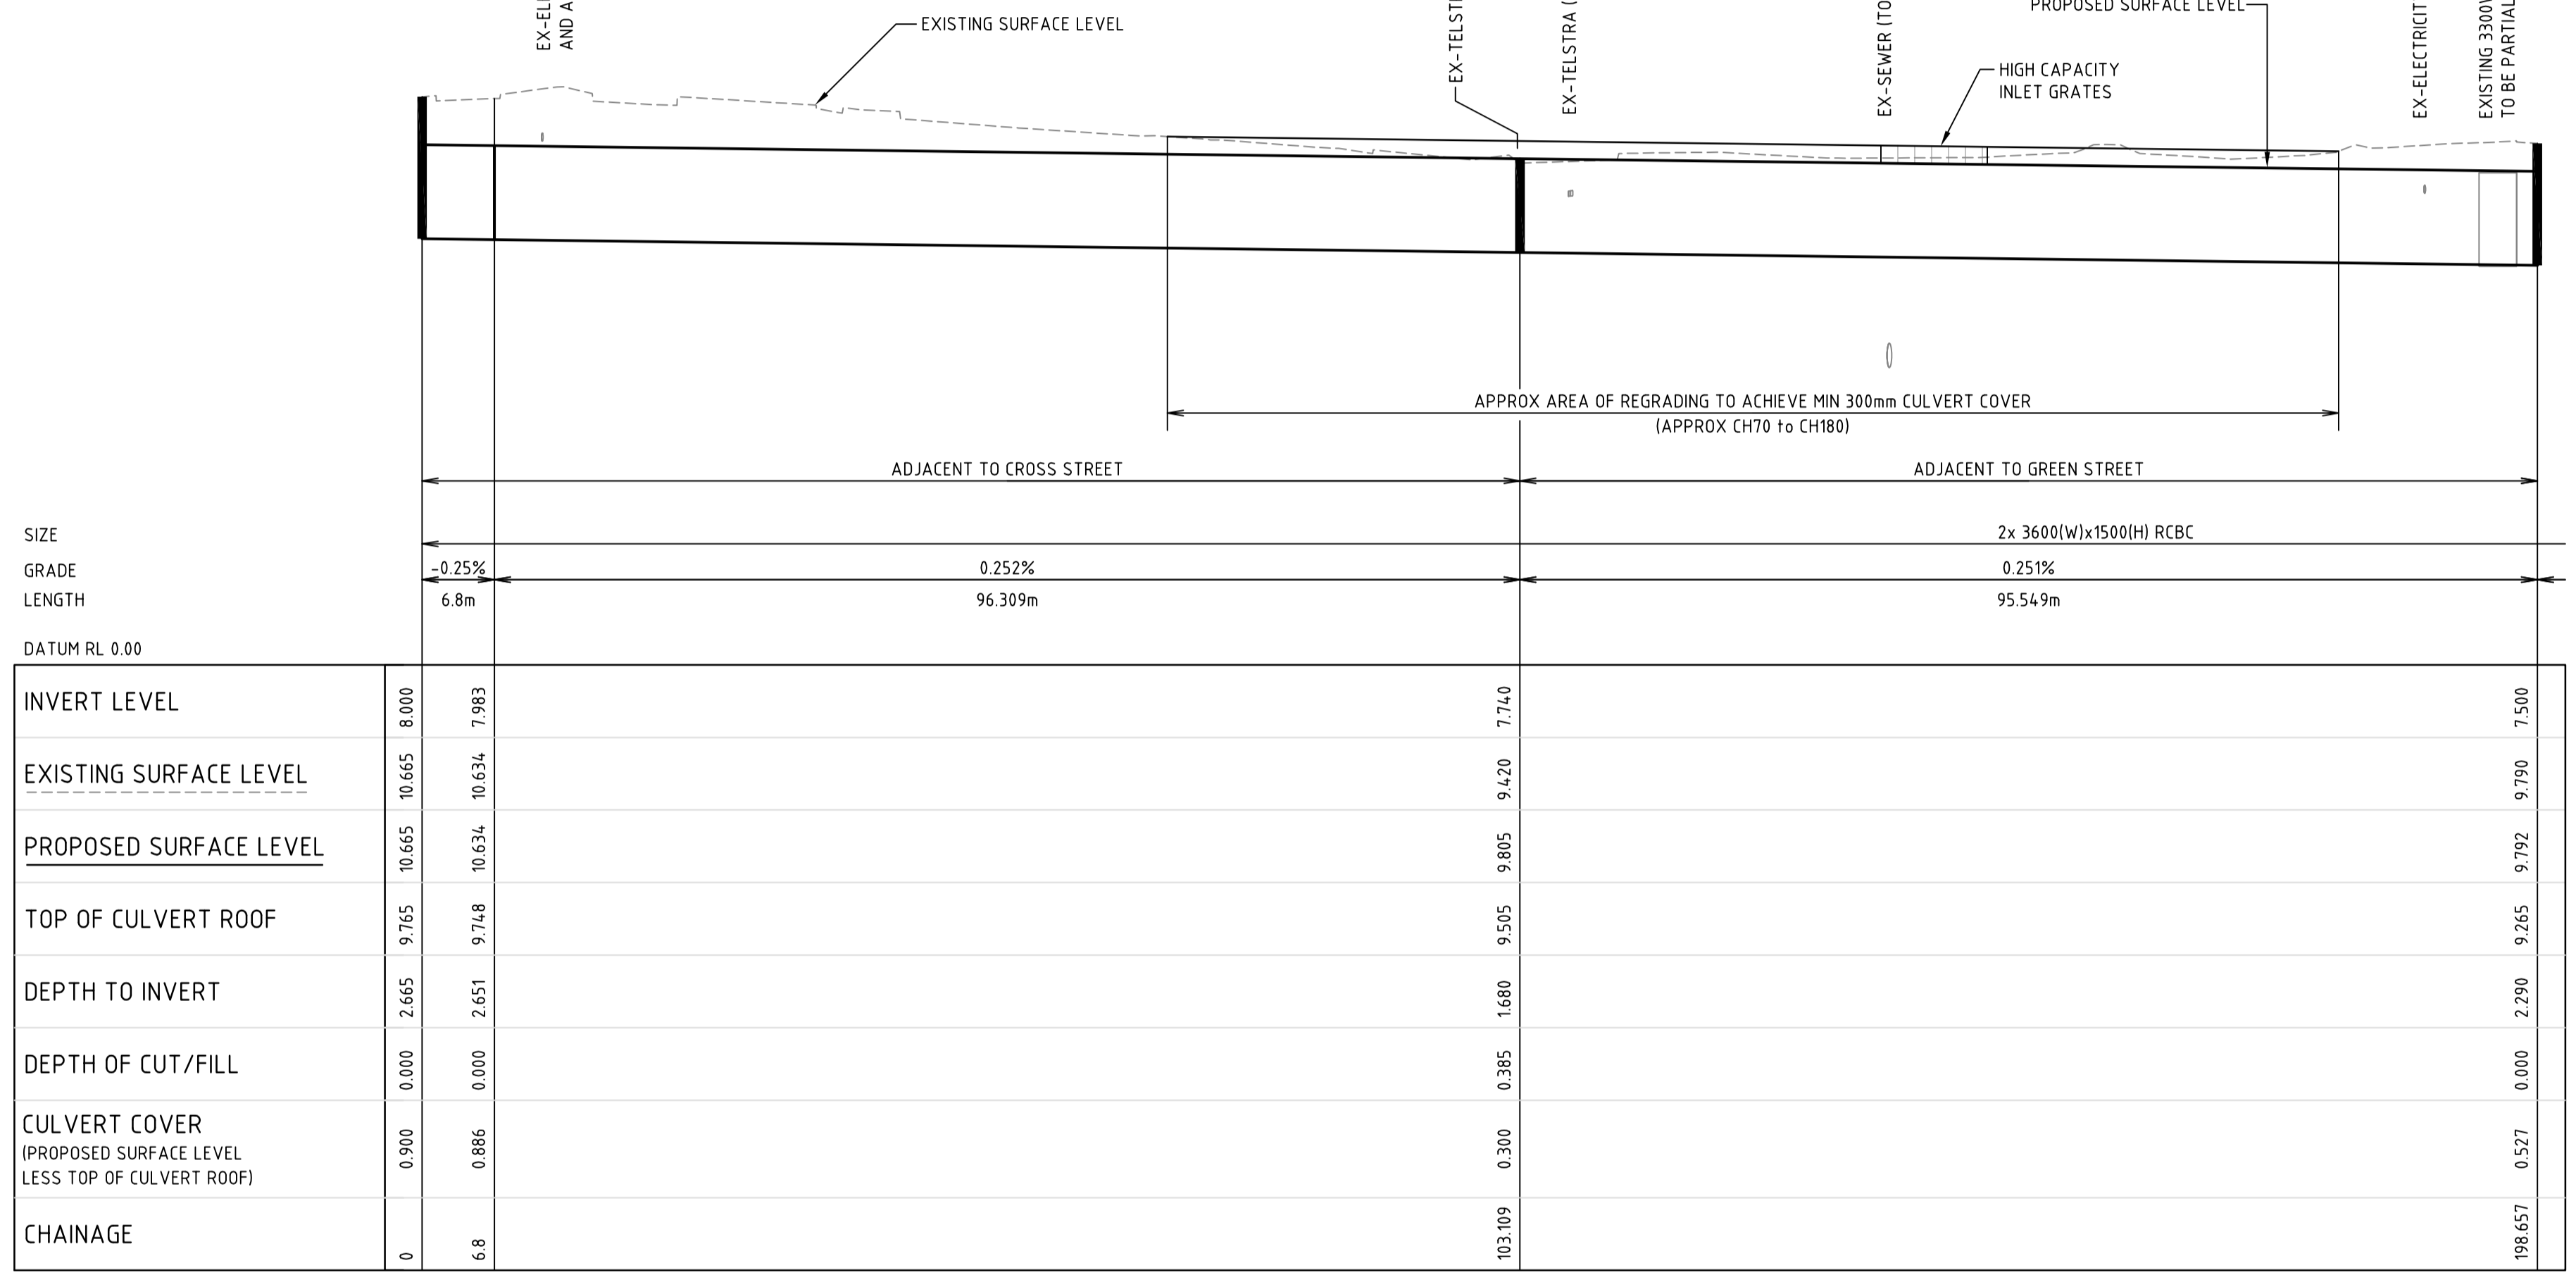 EX-EL
AND A
EXISTING SURFACE LEVEL
EX-TELST
EX-TELSTRA (
EX-SEWER (TO
HIGH CAPACITY
INLET GRATES
PROPOSED SURFACE LEVEL
EX-ELECTRICIT
EXISTING 3300
TO BE PARTIAL
APPROX AREA OF REGRADING TO ACHIEVE MIN 300mm CULVERT COVER
(APPROX CH70 to CH180)
ADJACENT TO CROSS STREET
ADJACENT TO GREEN STREET
SIZE
2x 3600(W)x1500(H) RCBC
GRADE
-0.25%
0.252%
0.251%
LENGTH
6.8m
96.309m
95.549m
DATUM RL 0.00
INVERT LEVEL
8.000
7.983
7.740
7.500
EXISTING SURFACE LEVEL
10.665
10.634
9.420
9.790
PROPOSED SURFACE LEVEL
10.665
10.634
9.805
9.792
TOP OF CULVERT ROOF
9.765
9.748
9.505
9.265
DEPTH TO INVERT
2.665
2.651
1.680
2.290
DEPTH OF CUT/FILL
0.000
0.000
0.385
0.000
CULVERT COVER
(PROPOSED SURFACE LEVEL
LESS TOP OF CULVERT ROOF)
0.900
0.886
0.300
0.527
CHAINAGE
0
6.8
103.109
198.657